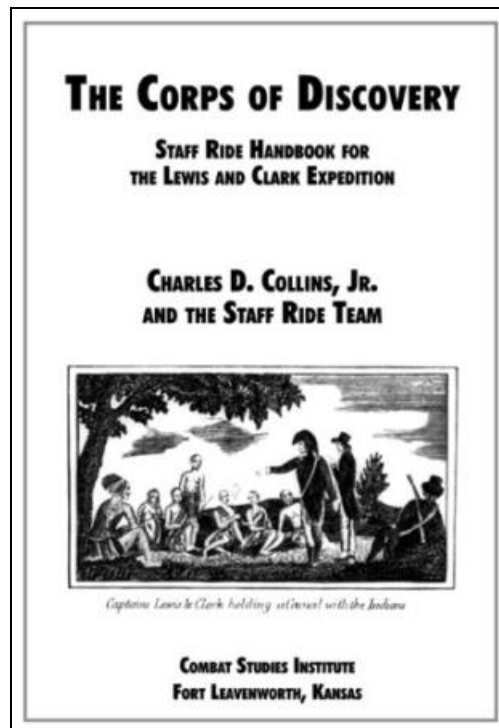 THE CORPS OF DISCOVERY
STAFF RIDE HANDBOOK FOR
THE LEWIS AND CLARK EXPEDITION
CHARLES D. COLLINS, JR.
AND THE STAFF RIDE TEAM
Captains Lewis & Clark holding a Council with the Indians
COMBAT STUDIES INSTITUTE
FORT LEAVENWORTH, KANSAS